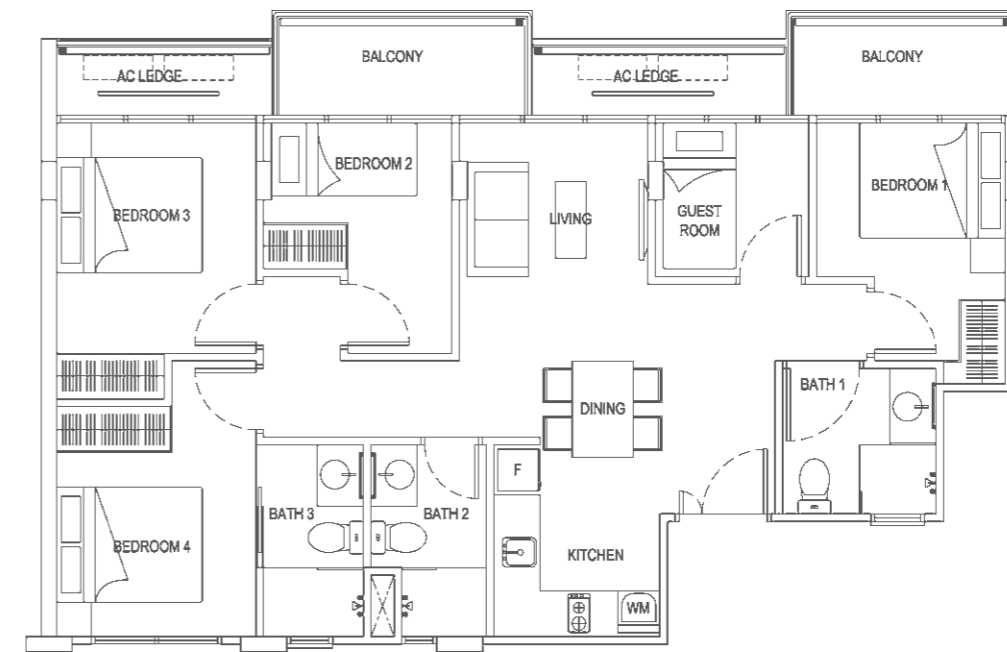 AC LEDGE
BALCONY
AC LEDGE
BALCONY
BEDROOM 3
BEDROOM 2
LIVING
GUEST
ROOM
BEDROOM 1
DINING
BATH 1
F
BATH 3
BATH 2
BEDROOM 4
KITCHEN
WM